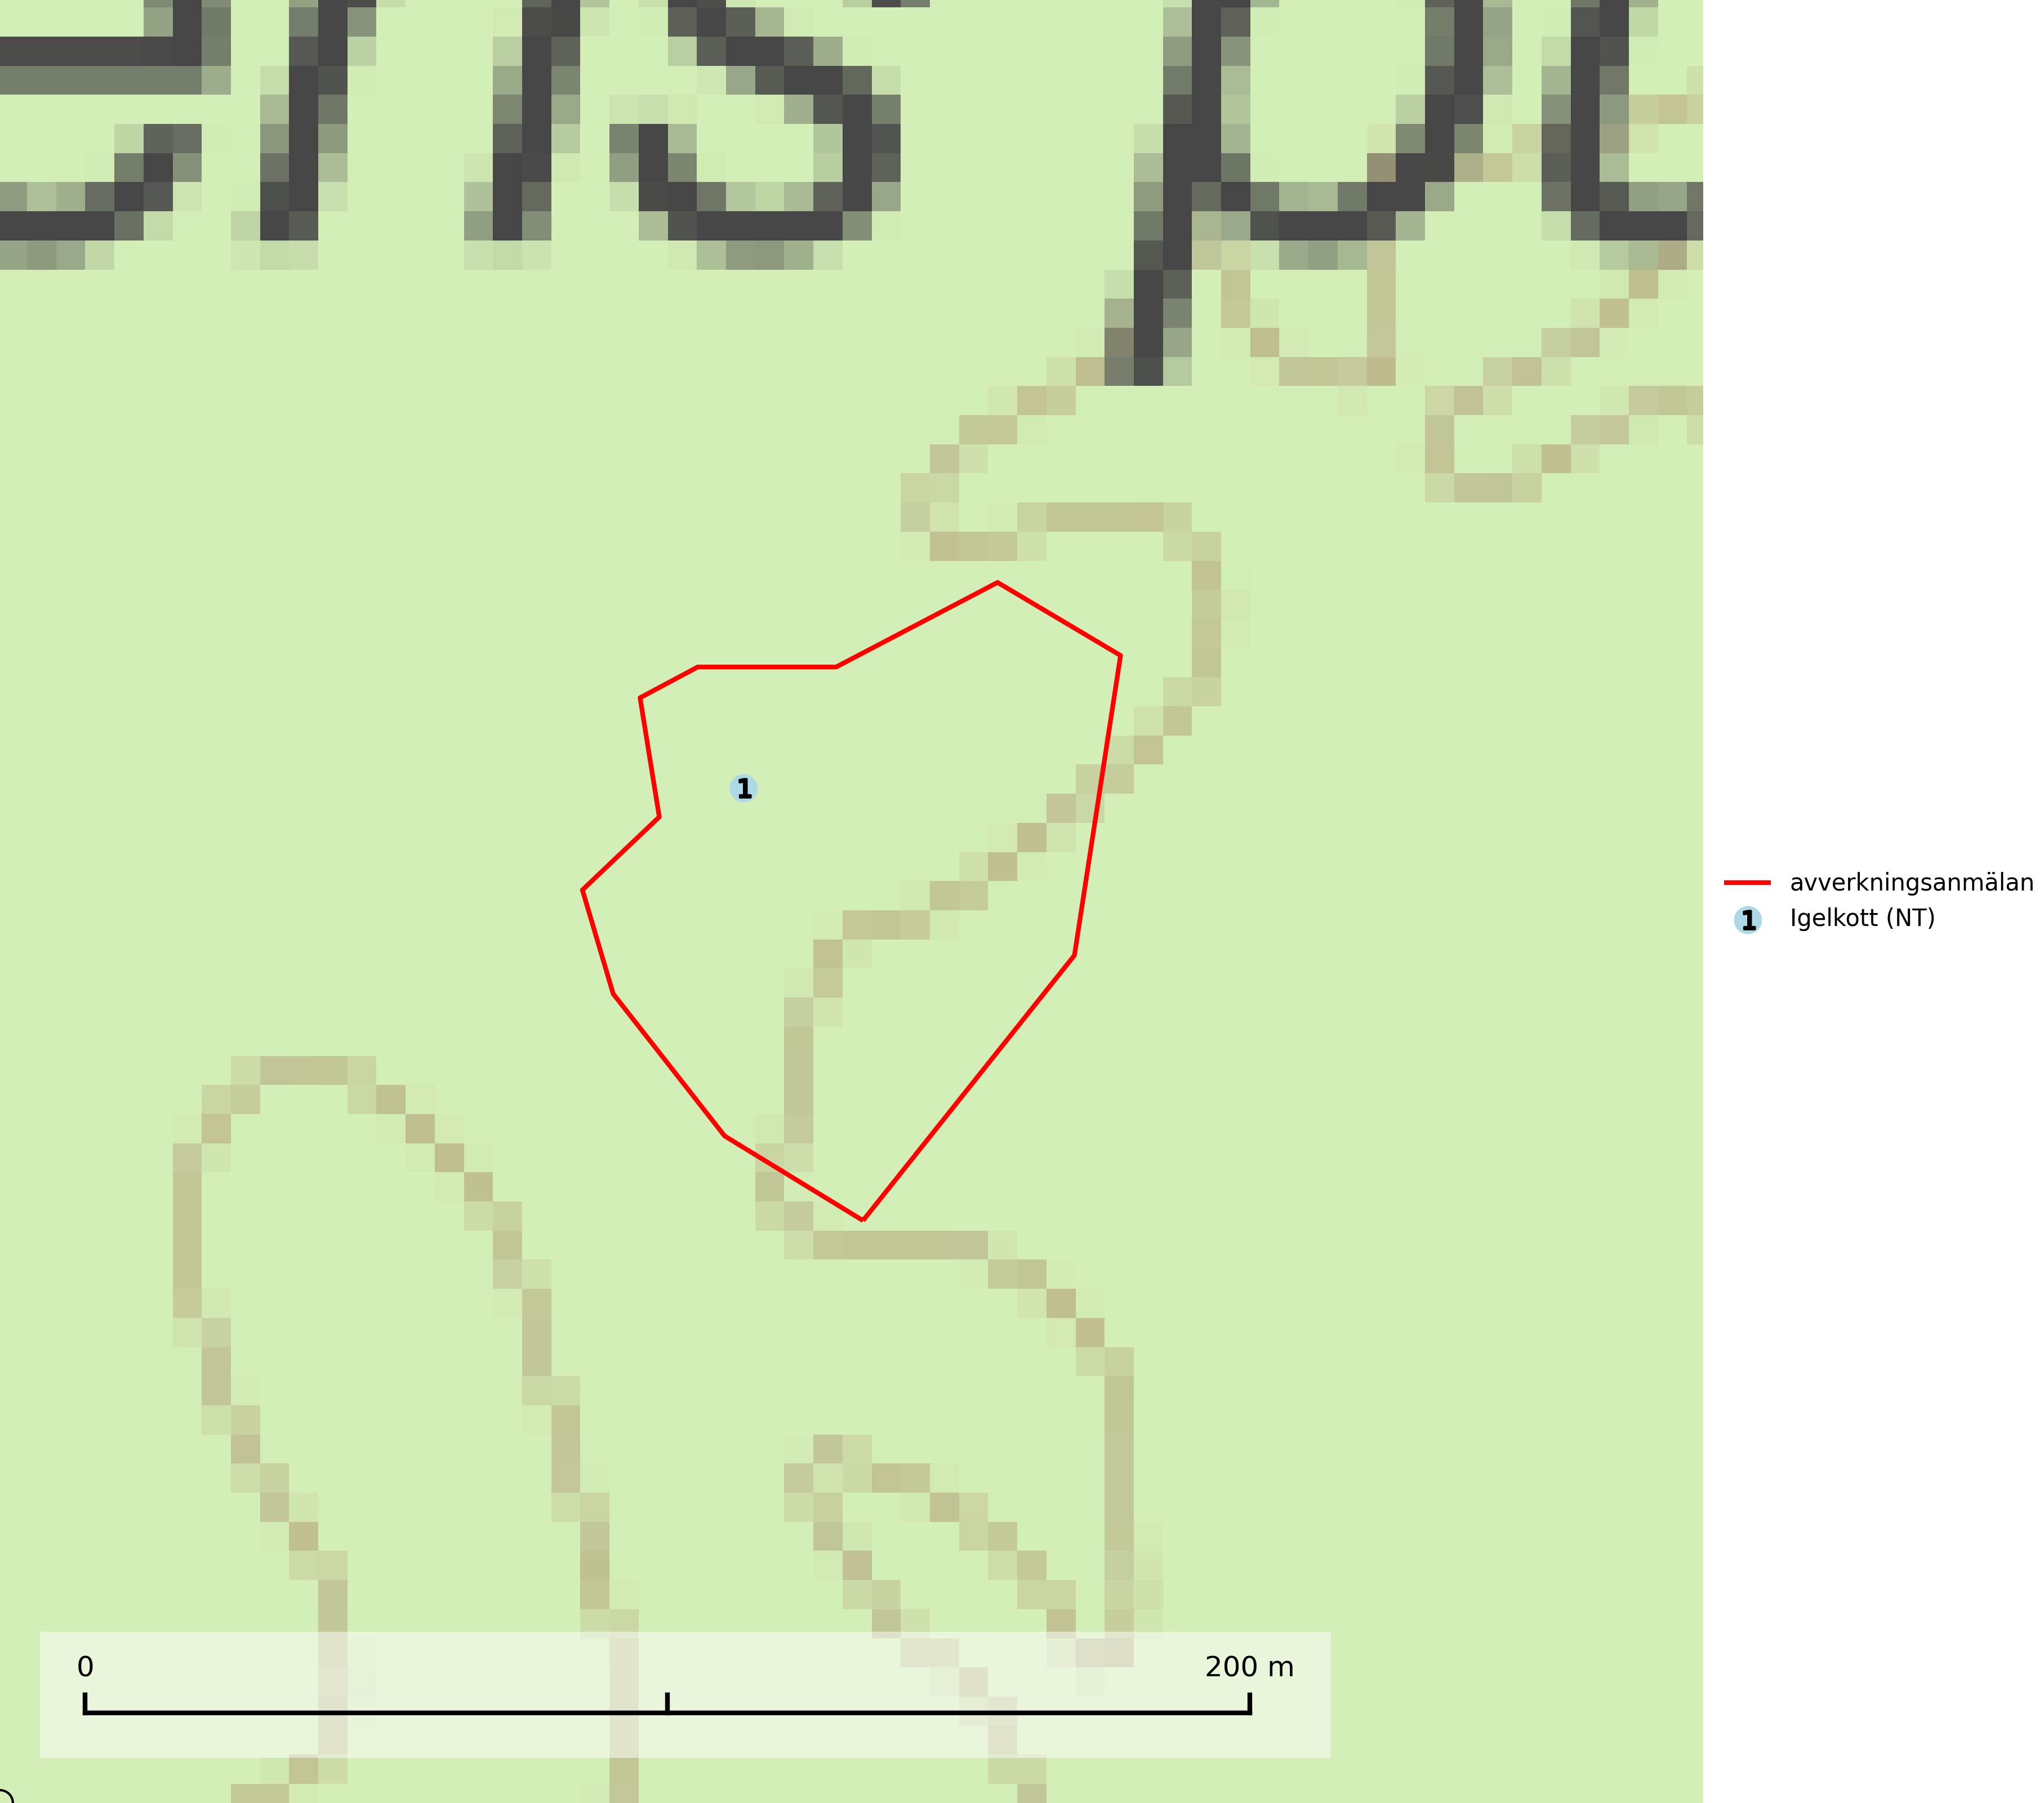 1
avverkningsanmälan
1 Igelkott (NT)
0 200 m